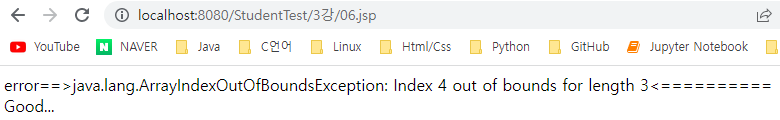 localhost:8080/StudentTest/3강/06.jsp
YouTube NAVER Java C언어 Linux Html/Css Python GitHub Jupyter Notebook
error==>java.lang.ArrayIndexOutOfBoundsException: Index 4 out of bounds for length 3<==========
Good...